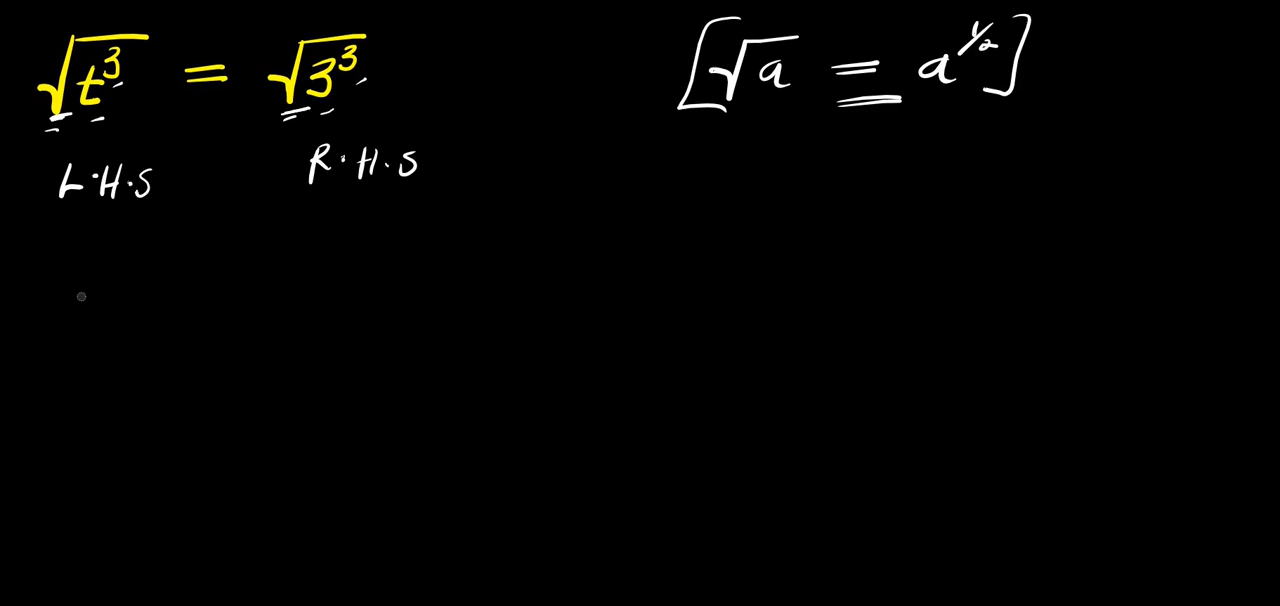 √t³ = √3³ [√a = a^½]
L.H.S R.H.S